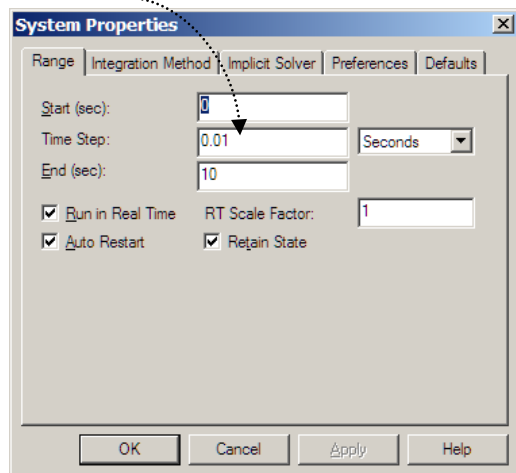 System Properties
Range Integration Method Implicit Solver Preferences Defaults
Start (sec): 0
Time Step: 0.01 Seconds
End (sec): 10
Run in Real Time RT Scale Factor: 1
Auto Restart Retain State
OK Cancel Apply Help